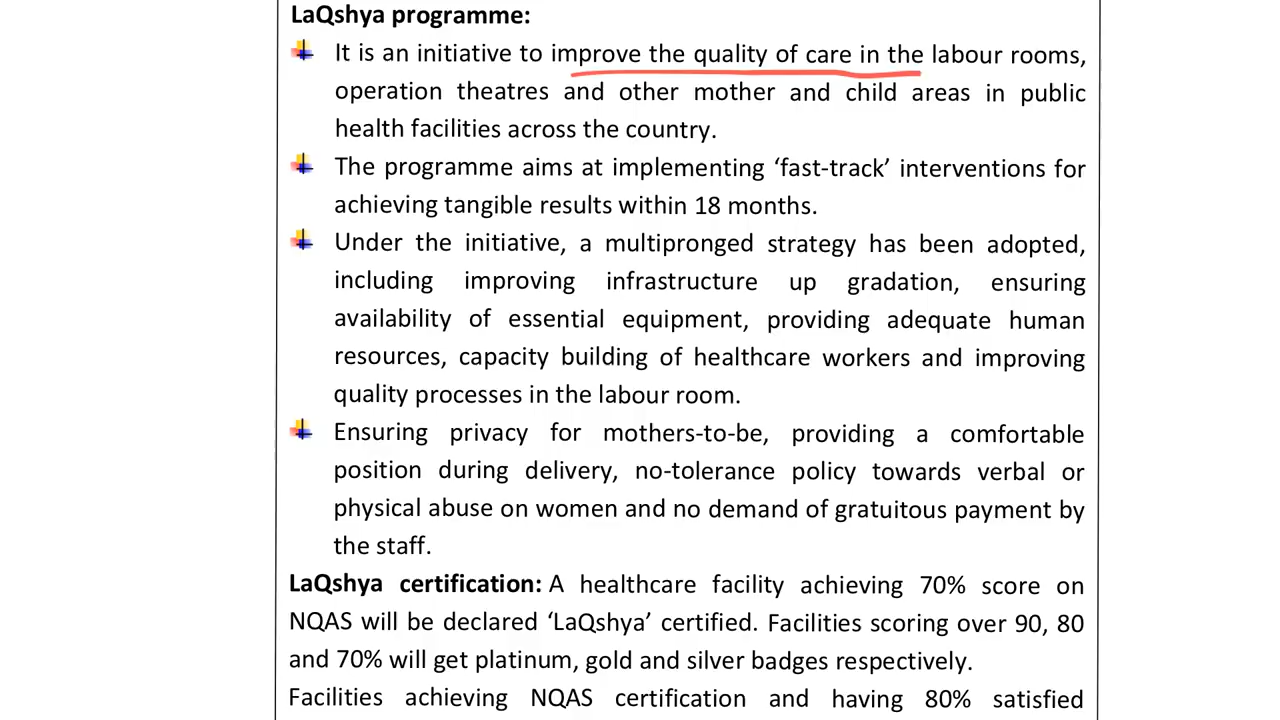 LaQshya programme:
It is an initiative to improve the quality of care in the labour rooms,
operation theatres and other mother and child areas in public
health facilities across the country.
The programme aims at implementing ‘fast-track’ interventions for
achieving tangible results within 18 months.
Under the initiative, a multipronged strategy has been adopted,
including improving infrastructure up gradation, ensuring
availability of essential equipment, providing adequate human
resources, capacity building of healthcare workers and improving
quality processes in the labour room.
Ensuring privacy for mothers-to-be, providing a comfortable
position during delivery, no-tolerance policy towards verbal or
physical abuse on women and no demand of gratuitous payment by
the staff.
LaQshya certification: A healthcare facility achieving 70% score on
NQAS will be declared ‘LaQshya’ certified. Facilities scoring over 90, 80
and 70% will get platinum, gold and silver badges respectively.
Facilities achieving NQAS certification and having 80% satisfied